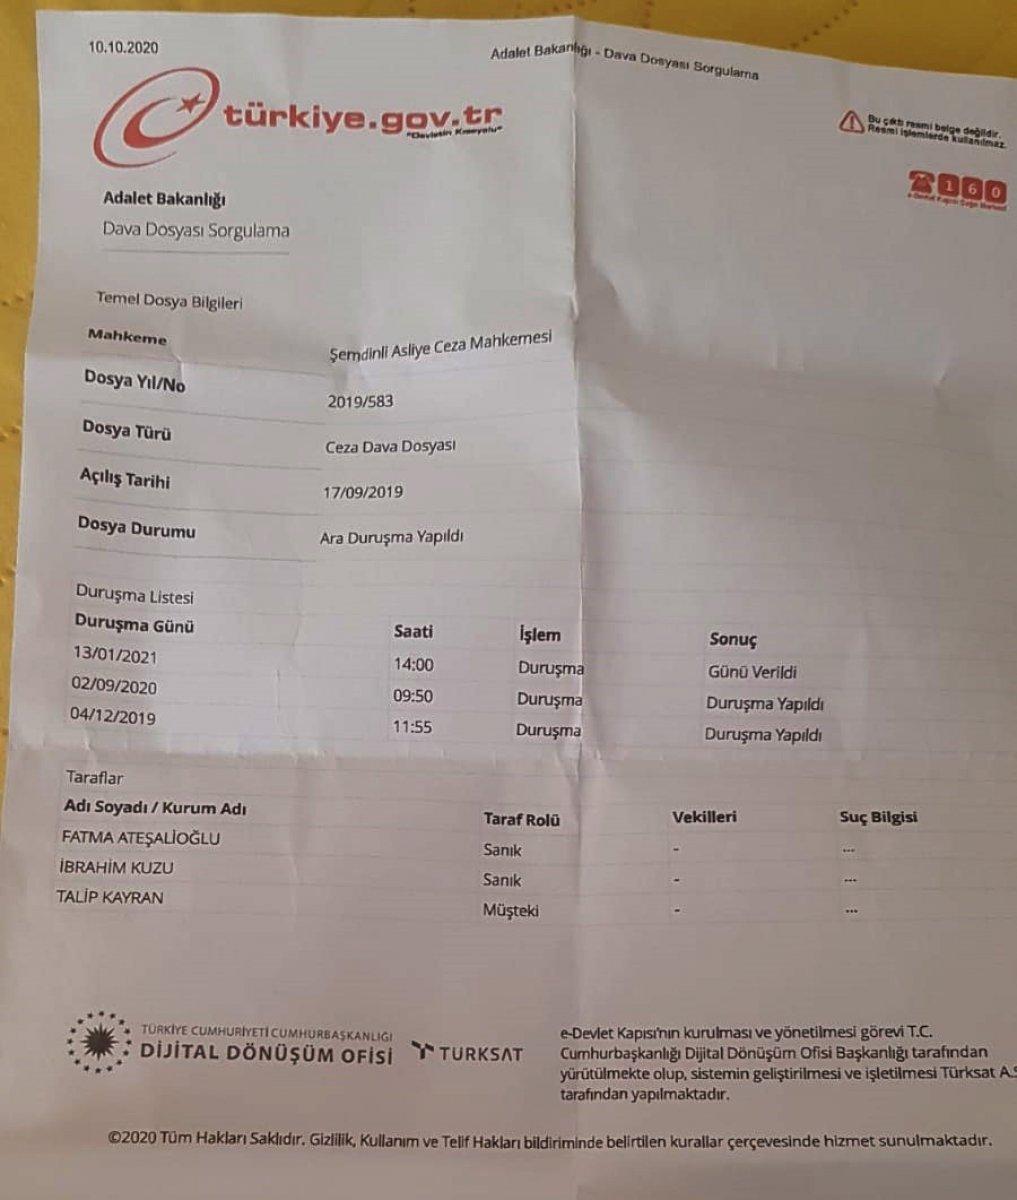 10.10.2020
Adalet Bakanlığı - Dava Dosyası Sorgulama
türkiye.gov.tr
"Devletin Kısayolu"
Bu çıktı resmi belge değildir.
Resmi işlemlerde kullanılmaz.
160
Adalet Bakanlığı
Dava Dosyası Sorgulama
Temel Dosya Bilgileri
Mahkeme Şemdinli Asliye Ceza Mahkemesi
Dosya Yıl/No 2019/583
Dosya Türü Ceza Dava Dosyası
Açılış Tarihi 17/09/2019
Dosya Durumu Ara Duruşma Yapıldı
Duruşma Listesi
Duruşma Günü Saati İşlem Sonuç
13/01/2021 14:00 Duruşma Günü Verildi
02/09/2020 09:50 Duruşma Duruşma Yapıldı
04/12/2019 11:55 Duruşma Duruşma Yapıldı
Taraflar
Adı Soyadı / Kurum Adı Taraf Rolü Vekilleri Suç Bilgisi
FATMA ATEŞALİOĞLU Sanık - ---
İBRAHİM KUZU Sanık - ---
TALİP KAYRAN Müşteki - ---
TÜRKİYE CUMHURİYETİ CUMHURBAŞKANLIĞI
DİJİTAL DÖNÜŞÜM OFİSİ
TURKSAT
e-Devlet Kapısı'nın kurulması ve yönetilmesi görevi T.C.
Cumhurbaşkanlığı Dijital Dönüşüm Ofisi Başkanlığı tarafından
yürütülmekte olup, sistemin geliştirilmesi ve işletilmesi Türksat A.Ş
tarafından yapılmaktadır.
©2020 Tüm Hakları Saklıdır. Gizlilik, Kullanım ve Telif Hakları bildiriminde belirtilen kurallar çerçevesinde hizmet sunulmaktadır.